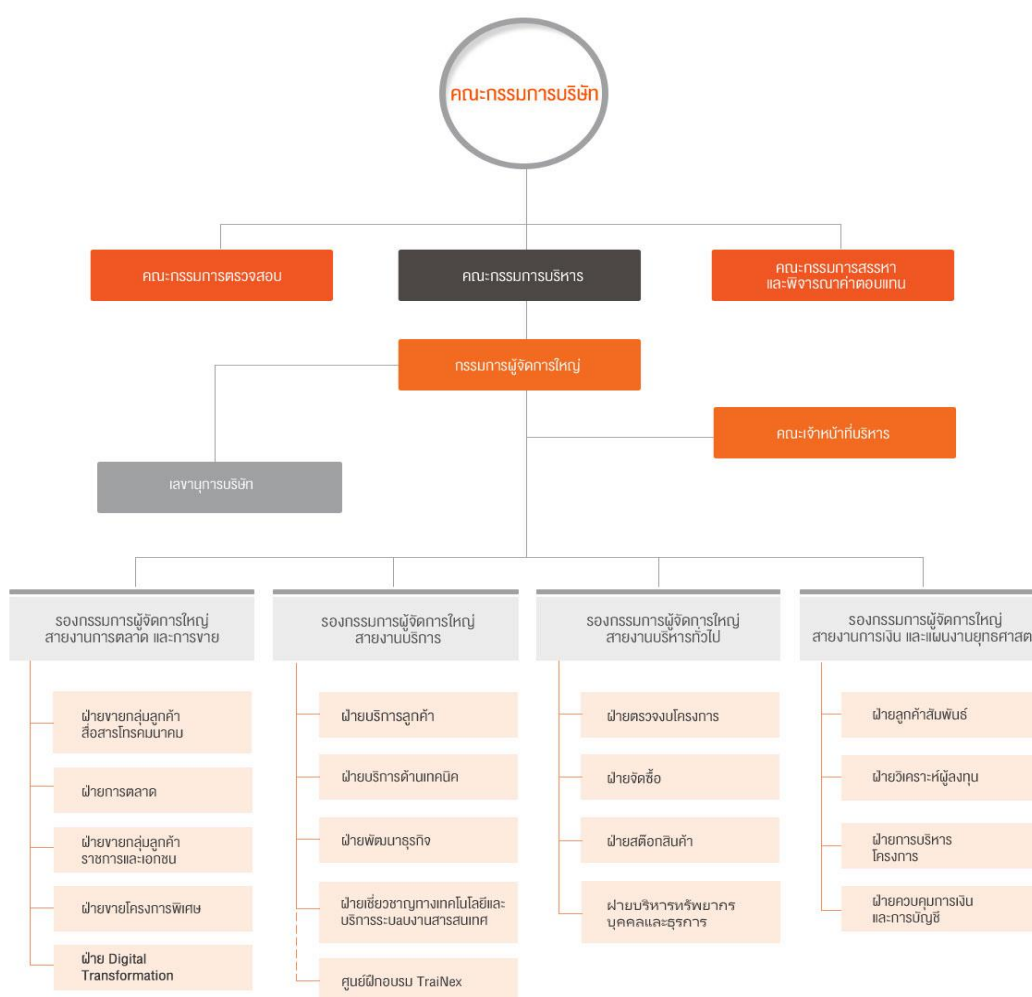 คณะกรรมการบริษัท
คณะกรรมการตรวจสอบ
คณะกรรมการบริหาร
คณะกรรมการสรรหา
และพิจารณาค่าตอบแทน
กรรมการผู้จัดการใหญ่
คณะเจ้าหน้าที่บริหาร
เลขานุการบริษัท
รองกรรมการผู้จัดการใหญ่
สายงานการตลาด และการขาย
ฝ่ายขายกลุ่มลูกค้า
สื่อสารโทรคมนาคม
ฝ่ายการตลาด
ฝ่ายขายกลุ่มลูกค้า
ราชการและเอกชน
ฝ่ายขายโครงการพิเศษ
ฝ่าย Digital
Transformation
รองกรรมการผู้จัดการใหญ่
สายงานบริการ
ฝ่ายบริการลูกค้า
ฝ่ายบริการด้านเทคนิค
ฝ่ายพัฒนาธุรกิจ
ฝ่ายเชี่ยวชาญทางเทคโนโลยีและ
บริการระบบงานสารสนเทศ
ศูนย์ฝึกอบรม TraiNex
รองกรรมการผู้จัดการใหญ่
สายงานบริหารทั่วไป
ฝ่ายตรวจงบโครงการ
ฝ่ายจัดซื้อ
ฝ่ายสต๊อกสินค้า
ฝ่ายบริหารทรัพยากร
บุคคลและธุรการ
รองกรรมการผู้จัดการใหญ่
สายงานการเงิน และแผนงานยุทธศาสต
ฝ่ายลูกค้าสัมพันธ์
ฝ่ายวิเคราะห์ผู้ลงทุน
ฝ่ายการบริหาร
โครงการ
ฝ่ายควบคุมการเงิน
และการบัญชี